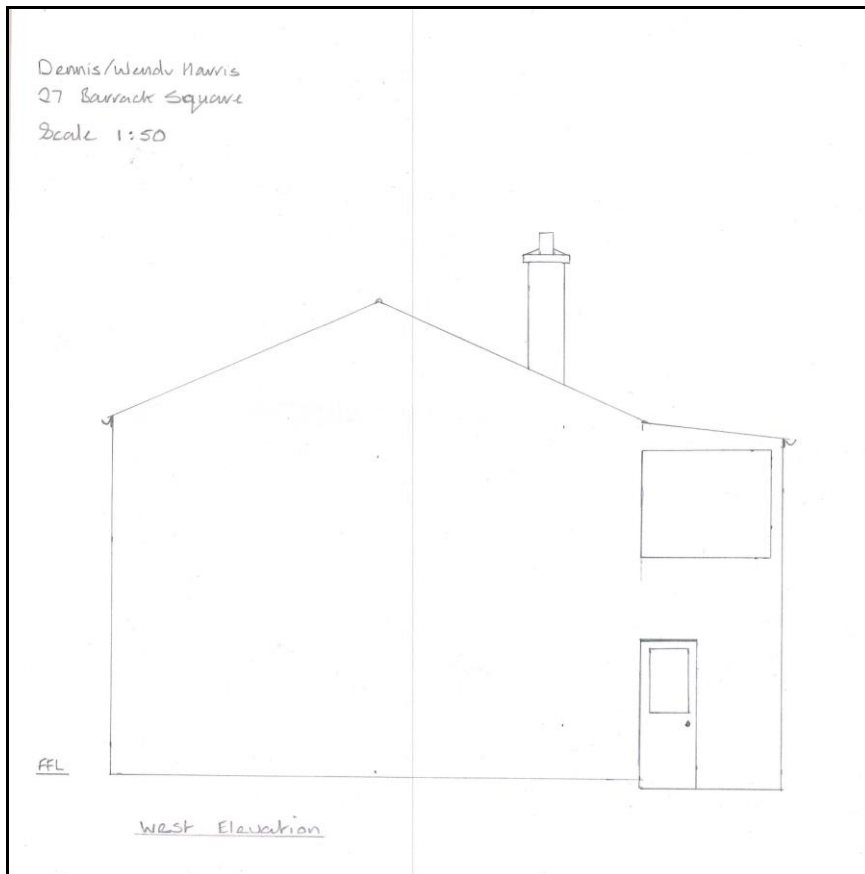 Dennis/Wendy Harris
27 Barrack Square
Scale 1:50
FFL
West Elevation